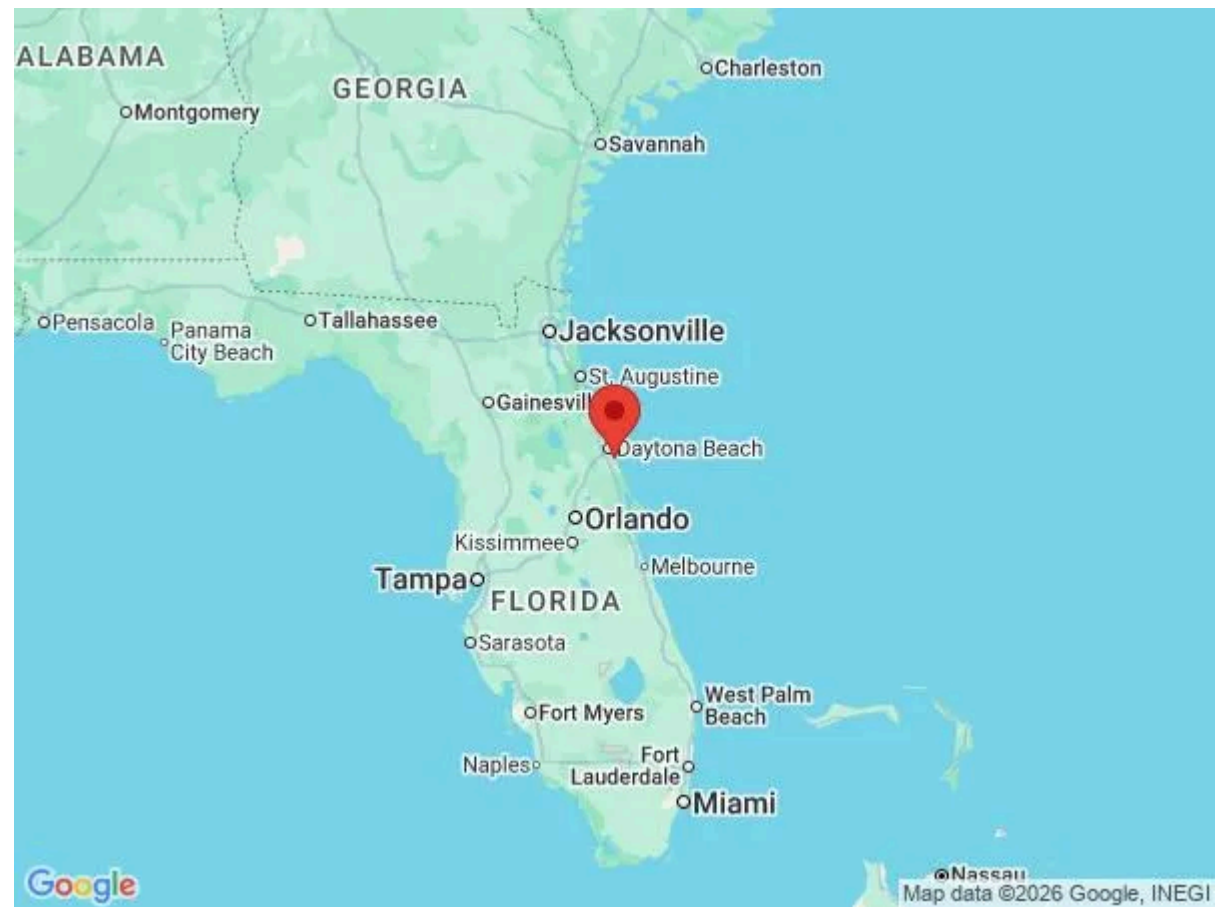 ALABAMA
Charleston
GEORGIA
Montgomery
Savannah
Pensacola
Panama
City Beach
Tallahassee
Jacksonville
St. Augustine
Gainesvill
Daytona Beach
Orlando
Kissimmee
Melbourne
Tampa
FLORIDA
Sarasota
West Palm
Beach
Fort Myers
Naples
Fort
Lauderdale
Miami
Nassau
Google
Map data ©2026 Google, INEGI